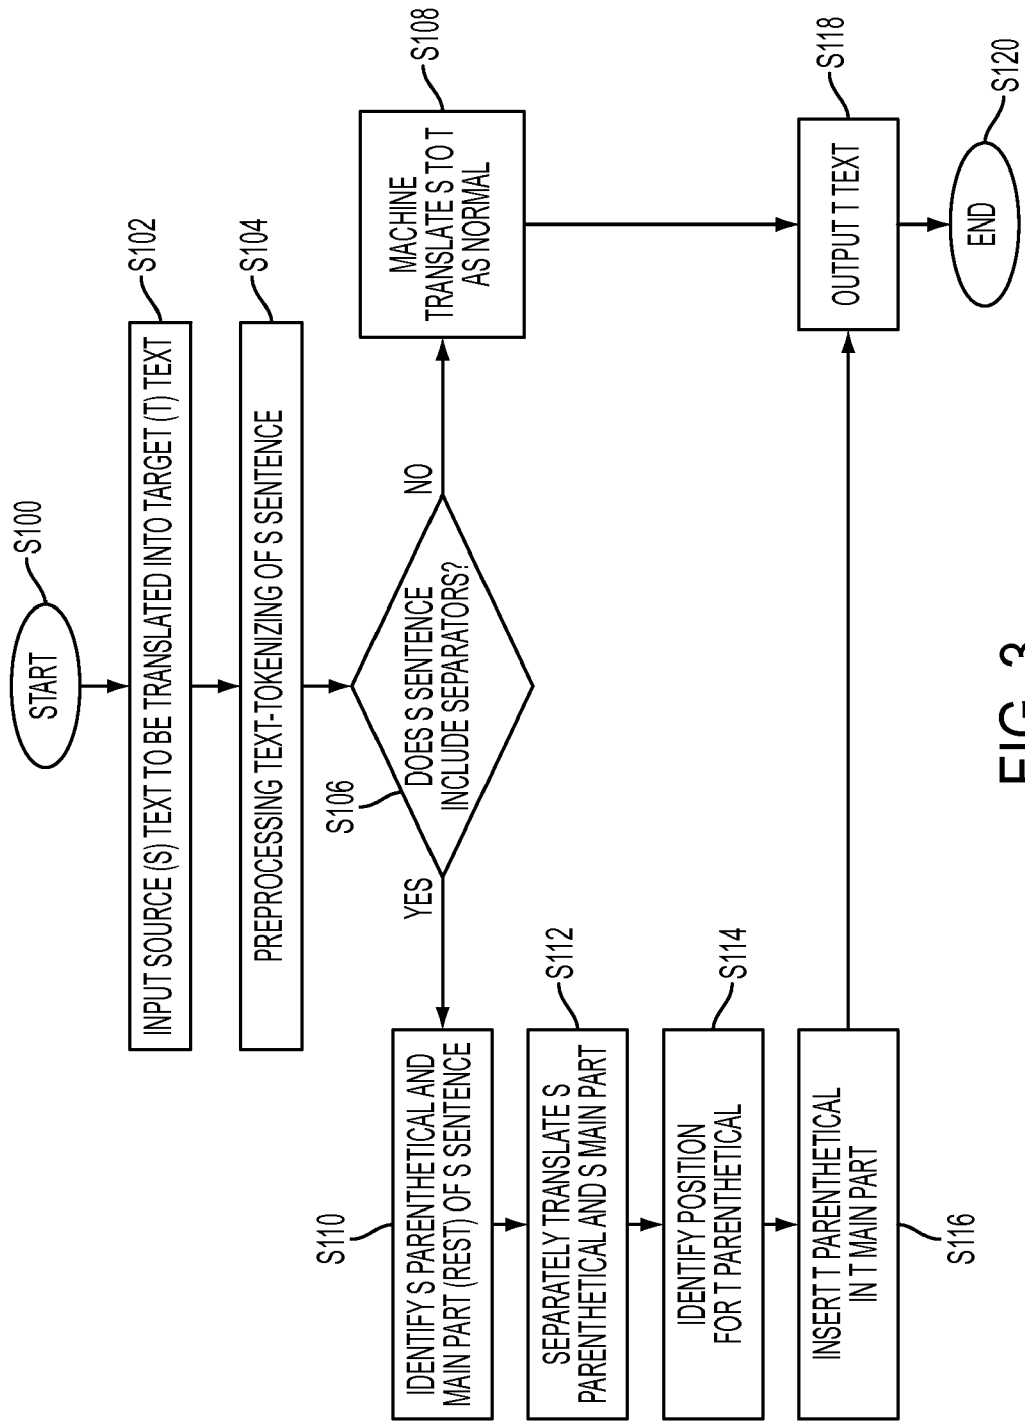 START
S100
INPUT SOURCE (S) TEXT TO BE TRANSLATED INTO TARGET (T) TEXT
S102
PREPROCESSING TEXT-TOKENIZING OF S SENTENCE
S104
DOES S SENTENCE
INCLUDE SEPARATORS?
S106
NO
YES
MACHINE
TRANSLATE S TO T
AS NORMAL
S108
IDENTIFY S PARENTHETICAL AND
MAIN PART (REST) OF S SENTENCE
S110
SEPARATELY TRANSLATE S
PARENTHETICAL AND S MAIN PART
S112
IDENTIFY POSITION
FOR T PARENTHETICAL
S114
INSERT T PARENTHETICAL
IN T MAIN PART
S116
OUTPUT T TEXT
S118
END
S120
FIG. 3